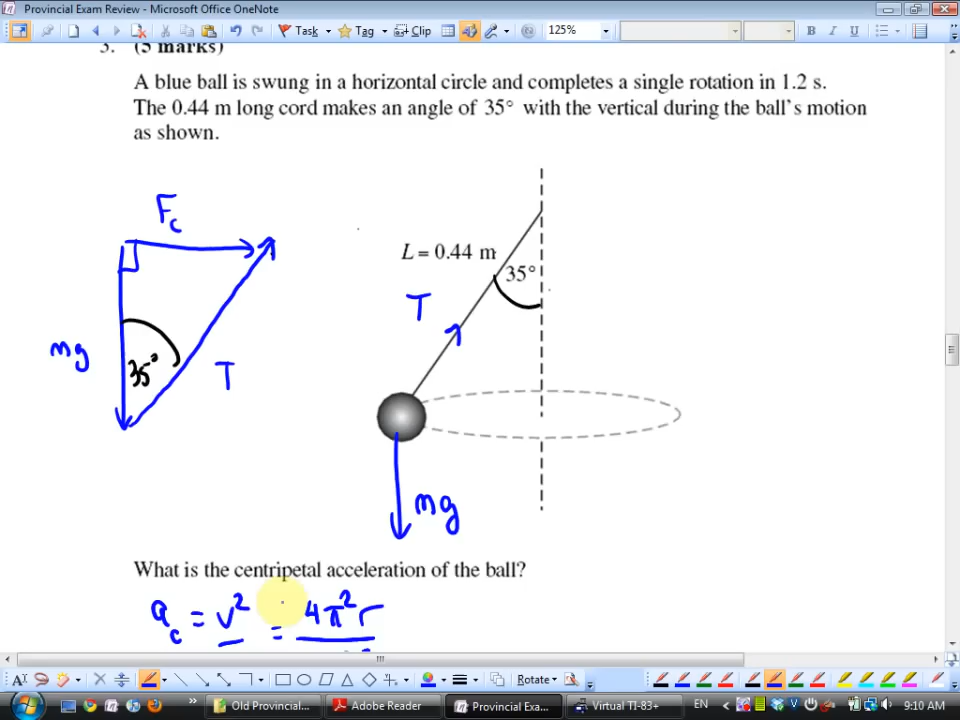 Provincial Exam Review - Microsoft OneNote
Task Tag Clip 125% B I U
3. (5 marks)
A blue ball is swung in a horizontal circle and completes a single rotation in 1.2 s.
The 0.44 m long cord makes an angle of 35° with the vertical during the ball's motion
as shown.
Fc
L = 0.44 m
35°
T
mg
35°
T
mg
What is the centripetal acceleration of the ball?
ac = v² = 4π²r
Rotate
Old Provincial... Adobe Reader Provincial Exa... Virtual TI-83+ EN 9:10 AM